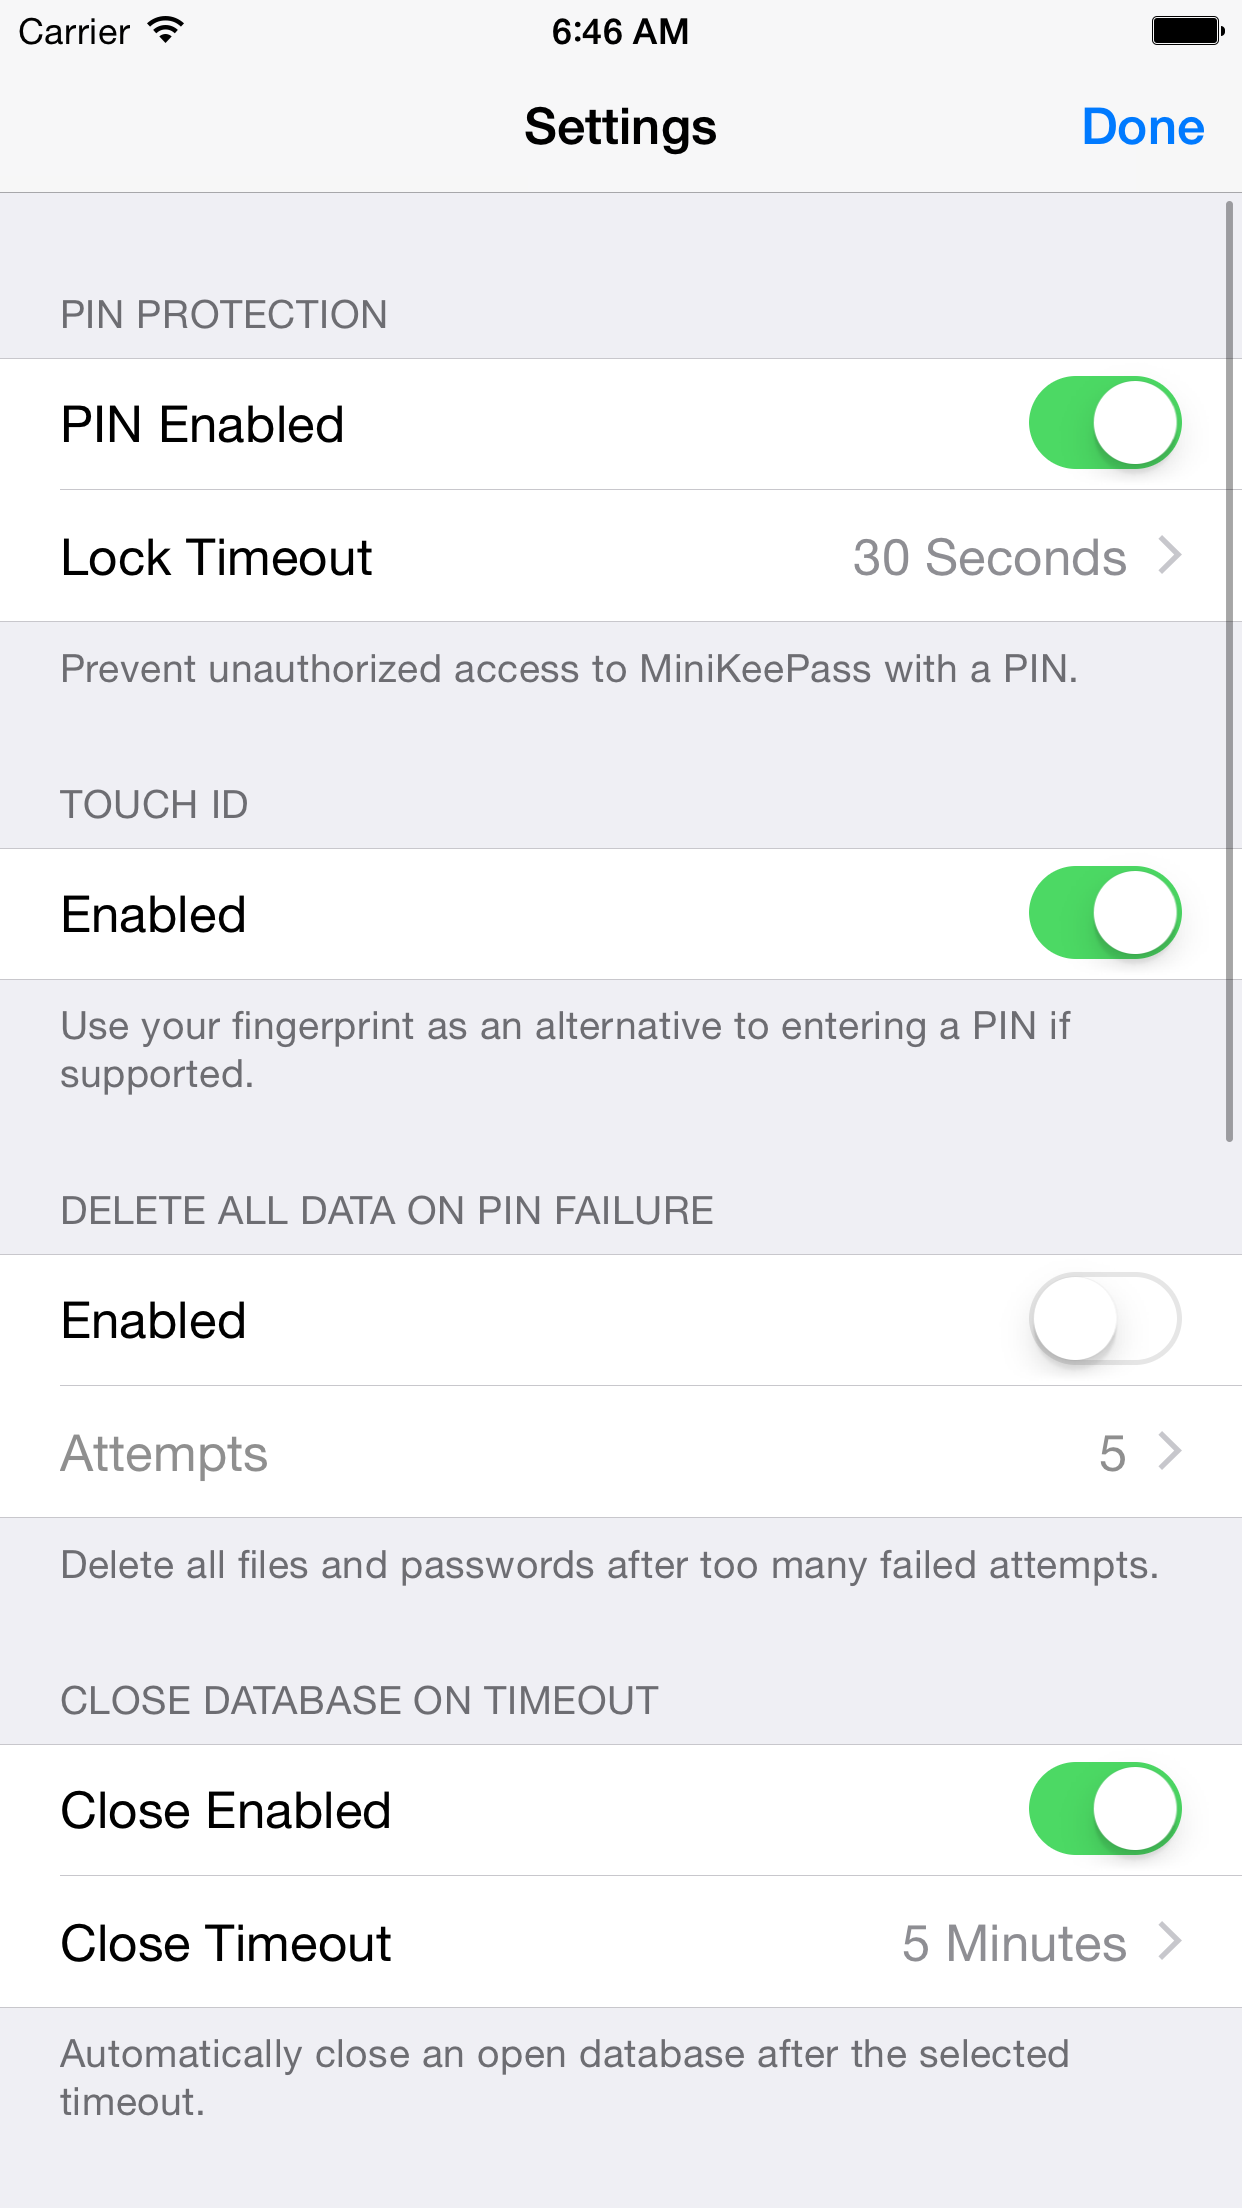 Carrier 6:46 AM
Settings Done
PIN PROTECTION
PIN Enabled
Lock Timeout 30 Seconds
Prevent unauthorized access to MiniKeePass with a PIN.
TOUCH ID
Enabled
Use your fingerprint as an alternative to entering a PIN if
supported.
DELETE ALL DATA ON PIN FAILURE
Enabled
Attempts 5
Delete all files and passwords after too many failed attempts.
CLOSE DATABASE ON TIMEOUT
Close Enabled
Close Timeout 5 Minutes
Automatically close an open database after the selected
timeout.